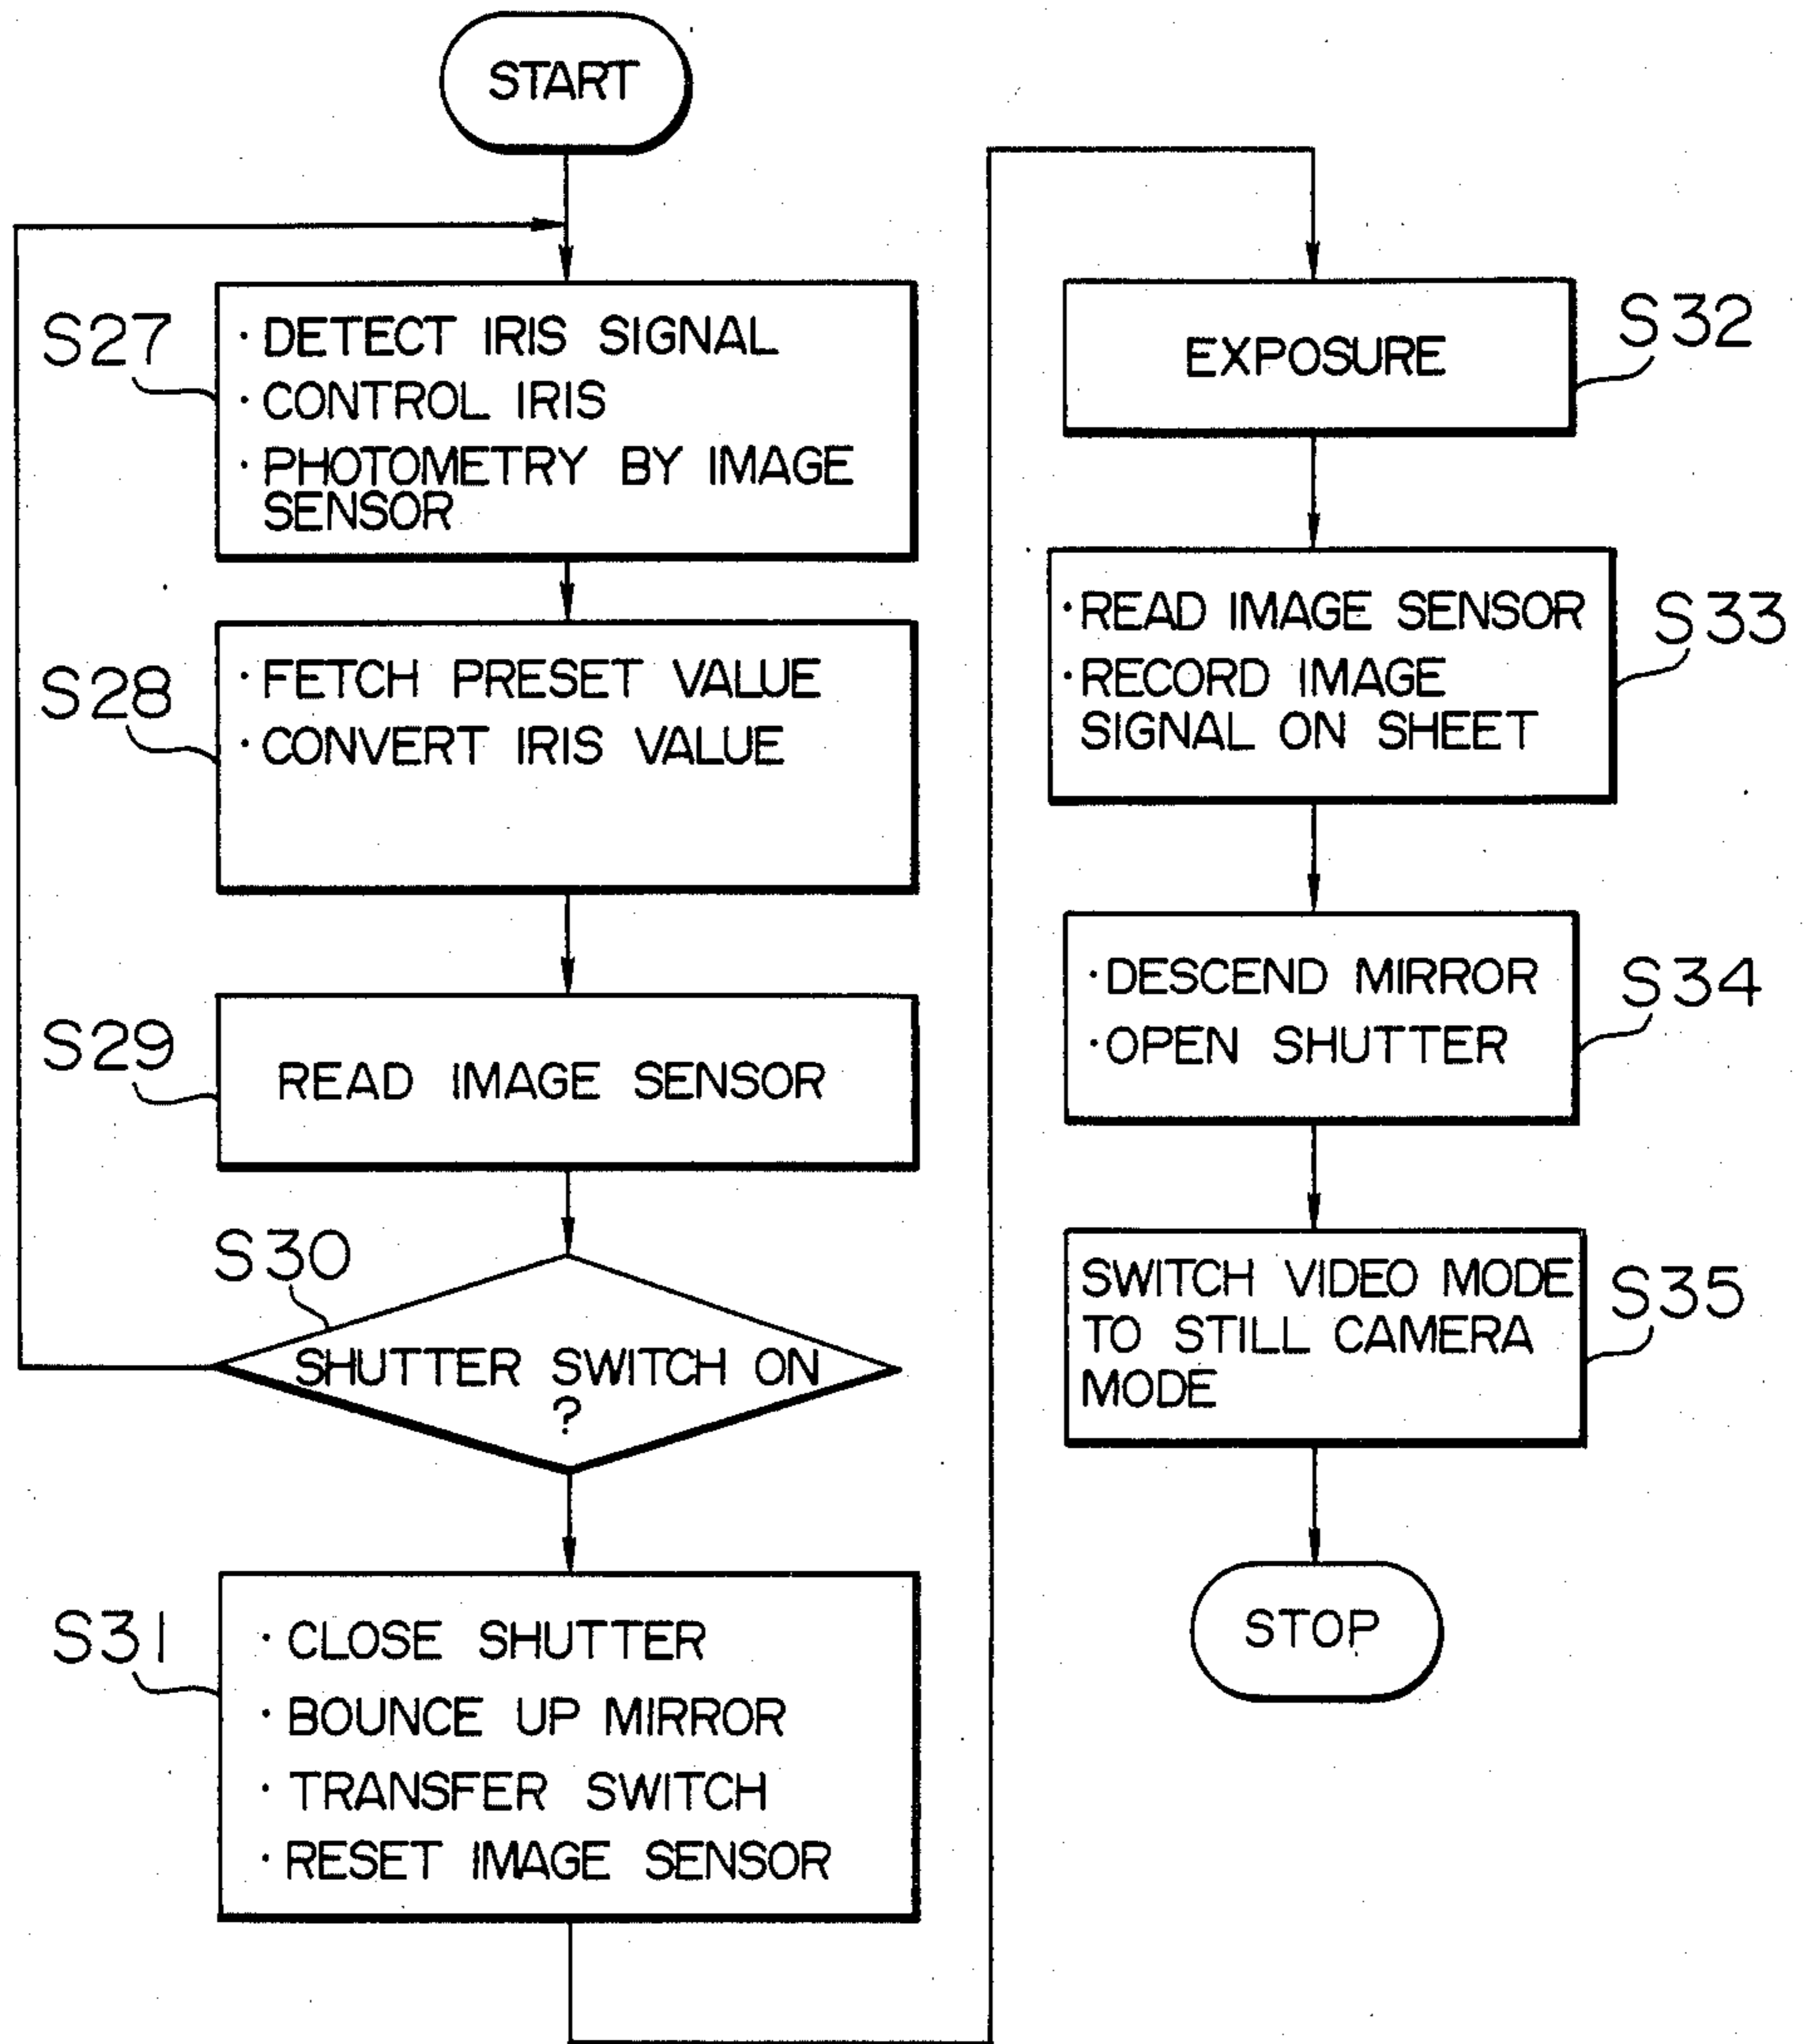 START
S27
· DETECT IRIS SIGNAL
· CONTROL IRIS
· PHOTOMETRY BY IMAGE
SENSOR
S28
· FETCH PRESET VALUE
· CONVERT IRIS VALUE
S29
READ IMAGE SENSOR
S30
SHUTTER SWITCH ON
?
S31
· CLOSE SHUTTER
· BOUNCE UP MIRROR
· TRANSFER SWITCH
· RESET IMAGE SENSOR
S32
EXPOSURE
S33
· READ IMAGE SENSOR
· RECORD IMAGE
SIGNAL ON SHEET
S34
· DESCEND MIRROR
· OPEN SHUTTER
S35
SWITCH VIDEO MODE
TO STILL CAMERA
MODE
STOP